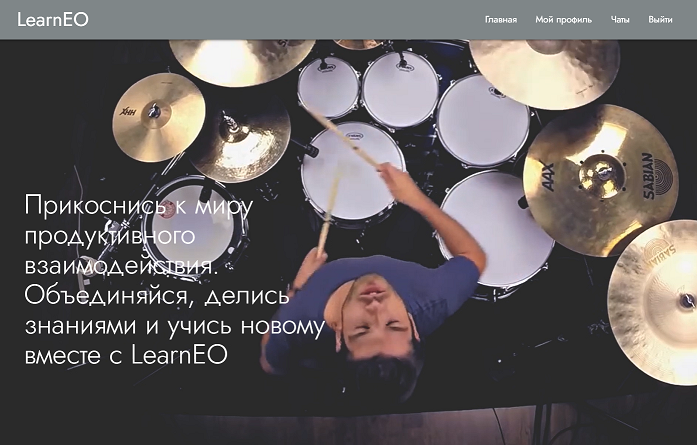 LearnEO
Главная Мой профиль Чаты Выйти
HHX
AAX
SABIAN
SABIAN
Прикоснись к миру
продуктивного
взаимодействия.
Объединяйся, делись
знаниями и учись новому
вместе с LearnEO